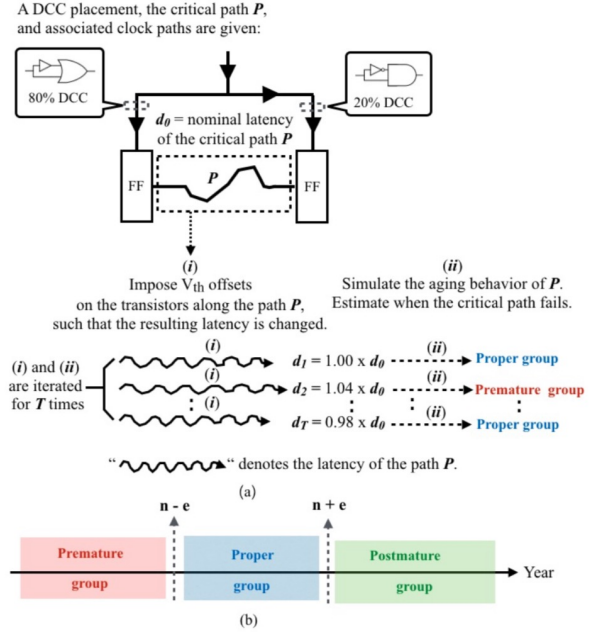 A DCC placement, the critical path P,
and associated clock paths are given:
80% DCC
20% DCC
d0 = nominal latency
of the critical path P
FF
P
FF
(i)
Impose Vth offsets
on the transistors along the path P,
such that the resulting latency is changed.
(ii)
Simulate the aging behavior of P.
Estimate when the critical path fails.
(i) and (ii)
are iterated
for T times
(i)
d1 = 1.00 x d0
(ii)
Proper group
(i)
d2 = 1.04 x d0
(ii)
Premature group
(i)
dT = 0.98 x d0
(ii)
Proper group
“ “ denotes the latency of the path P.
(a)
n - e
n + e
Premature
group
Proper
group
Postmature
group
Year
(b)